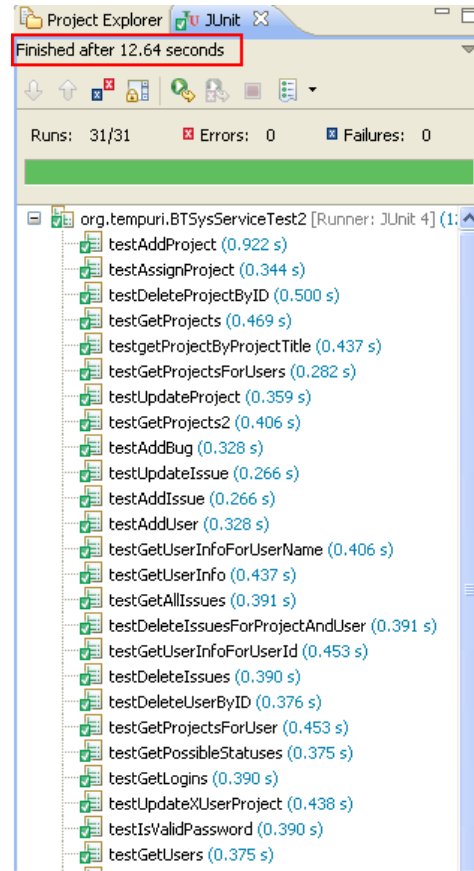 Project Explorer JUnit
Finished after 12.64 seconds
Runs: 31/31 Errors: 0 Failures: 0
org.tempuri.BTSysServiceTest2 [Runner: JUnit 4] (1
testAddProject (0.922 s)
testAssignProject (0.344 s)
testDeleteProjectByID (0.500 s)
testGetProjects (0.469 s)
testgetProjectByProjectTitle (0.437 s)
testGetProjectsForUsers (0.282 s)
testUpdateProject (0.359 s)
testGetProjects2 (0.406 s)
testAddBug (0.328 s)
testUpdateIssue (0.266 s)
testAddIssue (0.266 s)
testAddUser (0.328 s)
testGetUserInfoForUserName (0.406 s)
testGetUserInfo (0.437 s)
testGetAllIssues (0.391 s)
testDeleteIssuesForProjectAndUser (0.391 s)
testGetUserInfoForUserId (0.453 s)
testDeleteIssues (0.390 s)
testDeleteUserByID (0.376 s)
testGetProjectsForUser (0.453 s)
testGetPossibleStatuses (0.375 s)
testGetLogins (0.390 s)
testUpdateXUserProject (0.438 s)
testIsValidPassword (0.390 s)
testGetUsers (0.375 s)